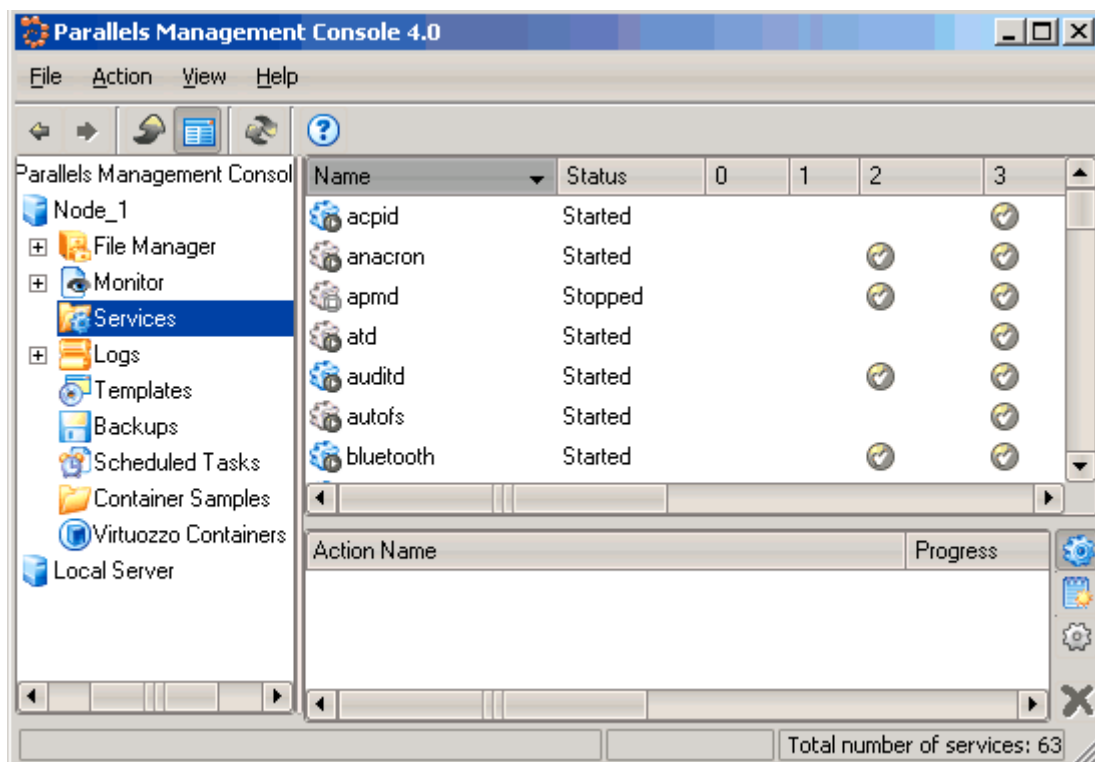 Parallels Management Console 4.0
File Action View Help
Parallels Management Consol
Node_1
File Manager
Monitor
Services
Logs
Templates
Backups
Scheduled Tasks
Container Samples
Virtuozzo Containers
Local Server
Name Status 0 1 2 3
acpid Started
anacron Started
apmd Stopped
atd Started
auditd Started
autofs Started
bluetooth Started
Action Name Progress
Total number of services: 63